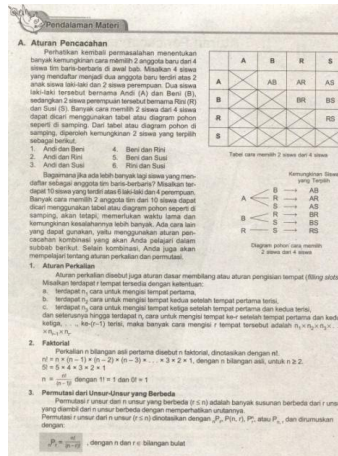 Pendalaman Materi
A. Aturan Pencacahan
Perhatikan kembali permasalahan menentukan
banyak kemungkinan cara memilih 2 anggota baru dari 4
siswa tim baris-berbaris di awal bab. Misalkan 4 siswa
yang mendaftar menjadi dua anggota baru terdiri atas 2
anak siswa laki-laki dan 2 siswa perempuan. Dua siswa
laki-laki tersebut bernama Andi (A) dan Beni (B),
sedangkan 2 siswa perempuan tersebut bernama Rini (R)
dan Susi (S). Banyak cara memilih 2 siswa dari 4 siswa
dapat dicari menggunakan tabel atau diagram pohon
seperti di samping. Dari tabel atau diagram pohon di
samping, diperoleh kemungkinan 2 siswa yang terpilih
sebagai berikut.
1. Andi dan Beni 4. Beni dan Rini
2. Andi dan Rini 5. Beni dan Susi
3. Andi dan Susi 6. Rini dan Susi
Bagaimana jika ada lebih banyak lagi siswa yang men-
daftar sebagai anggota tim baris-berbaris? Misalkan ter-
dapat 10 siswa yang terdiri atas 6 laki-laki dan 4 perempuan.
Banyak cara memilih 2 anggota tim dari 10 siswa dapat
dicari menggunakan tabel atau diagram pohon seperti di
samping, akan tetapi, memerlukan waktu lama dan
kemungkinan kesalahannya lebih banyak. Ada cara lain
yang dapat gunakan, yaitu menggunakan aturan pen-
cacahan kombinasi yang akan Anda pelajari dalam
subbab berikut. Selain kombinasi, Anda juga akan
mempelajari tentang aturan perkalian dan permutasi.
A B R S
A AB AR AS
B BR BS
R RS
S
Tabel cara memilih 2 siswa dari 4 siswa
Kemungkinan Siswa
yang Terpilih
B → AB
A R → AR
S → AS
B R → BR
S → BS
R S → RS
Diagram pohon cara memilih
2 siswa dari 4 siswa
1. Aturan Perkalian
Aturan perkalian disebut juga aturan dasar membilang atau aturan pengisian tempat (filling slots).
Misalkan terdapat r tempat tersedia dengan ketentuan:
a. terdapat n₁ cara untuk mengisi tempat pertama,
b. terdapat n₂ cara untuk mengisi tempat kedua setelah tempat pertama terisi,
c. terdapat n₃ cara untuk mengisi tempat ketiga setelah tempat pertama dan kedua terisi,
dan seterusnya hingga terdapat nᵣ cara untuk mengisi tempat ke-r setelah tempat pertama dan kedua,
ketiga, . . ., ke-(r–1) terisi, maka banyak cara mengisi r tempat tersebut adalah n₁ × n₂ × n₃ × . .
× nᵣ₋₁ × nᵣ.
2. Faktorial
Perkalian n bilangan asli pertama disebut n faktorial, dinotasikan dengan n!.
n! = n × (n – 1) × (n – 2) × (n – 3) × . . . × 3 × 2 × 1, dengan n bilangan asli, untuk n ≥ 2.
5! = 5 × 4 × 3 × 2 × 1
n = n!/(n – 1)! dengan 1! = 1 dan 0! = 1
3. Permutasi dari Unsur-Unsur yang Berbeda
Permutasi r unsur dari n unsur yang berbeda (r ≤ n) adalah banyak susunan berbeda dari r unsur
yang diambil dari n unsur berbeda dengan memperhatikan urutannya.
Permutasi r unsur dari n unsur (r ≤ n) dinotasikan dengan ₙPᵣ, P(n, r), Pⁿᵣ, atau Pₙ,ᵣ, dan dirumuskan
dengan:
ₙPᵣ = n!/(n – r)! , dengan n dan r ∈ bilangan bulat